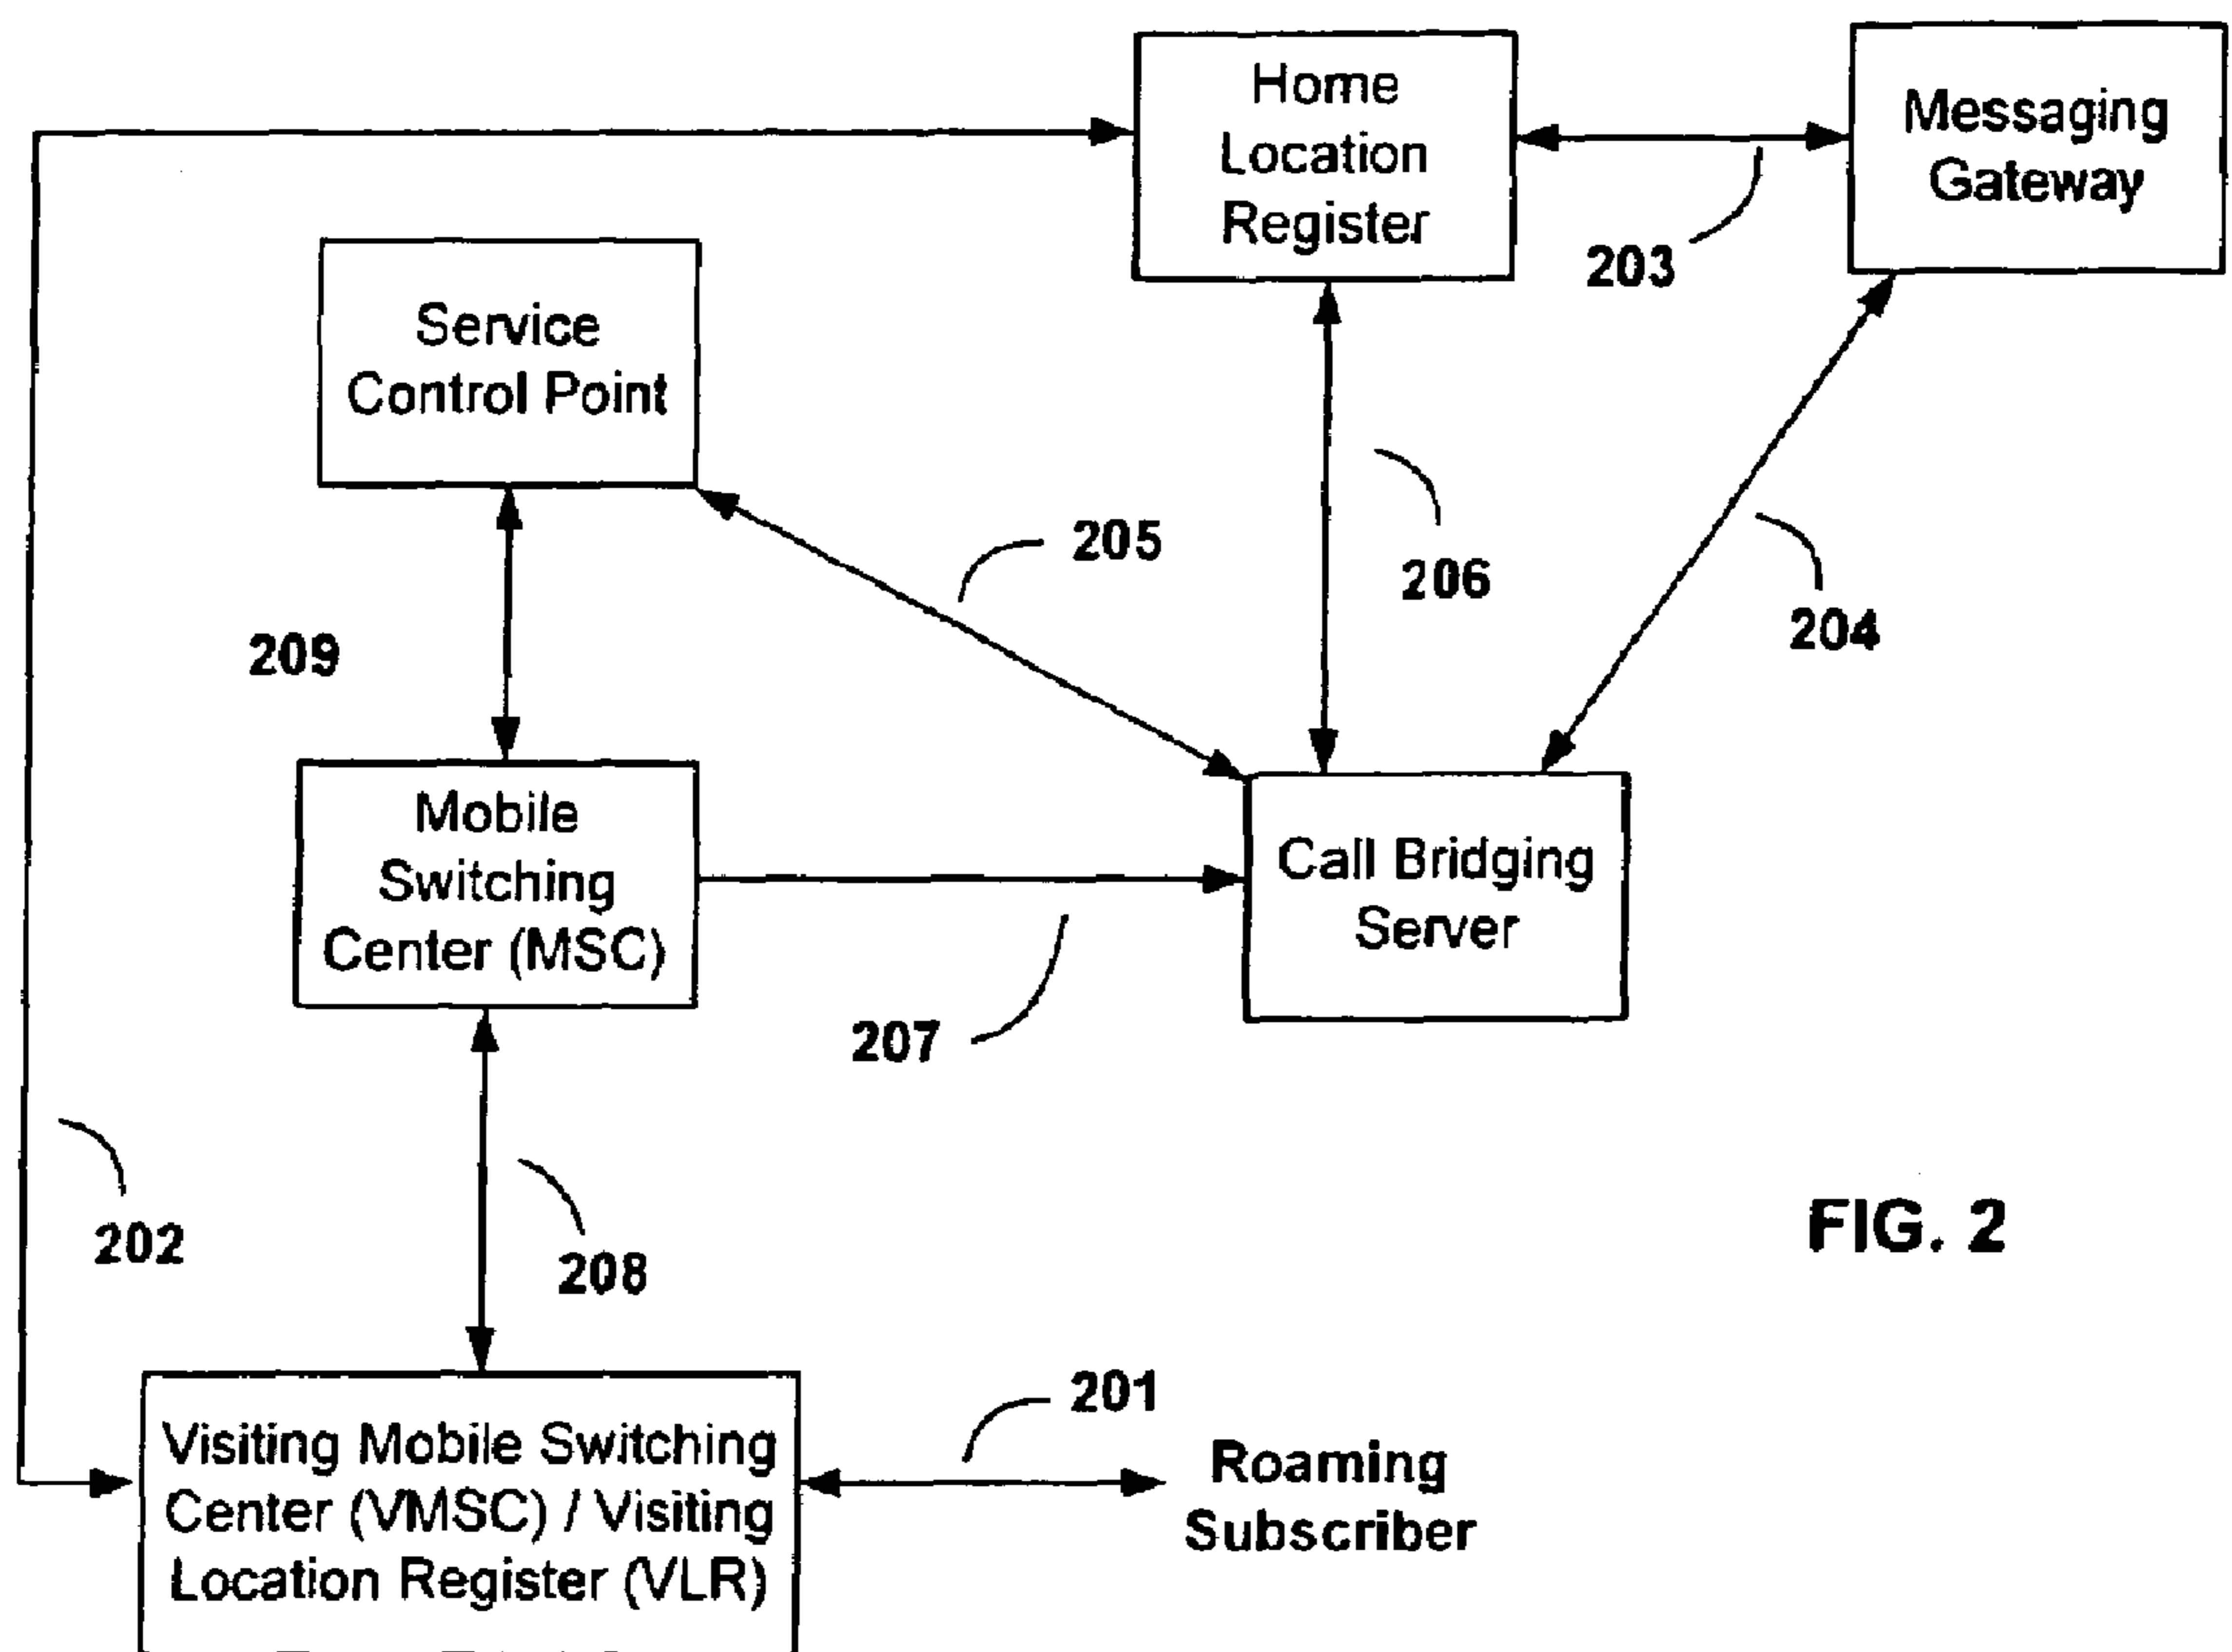 Home
Location
Register
Messaging
Gateway
203
Service
Control Point
205
206
204
209
Mobile
Switching
Center (MSC)
Call Bridging
Server
207
202
208
FIG. 2
201
Visiting Mobile Switching
Center (VMSC) / Visiting
Location Register (VLR)
Roaming
Subscriber